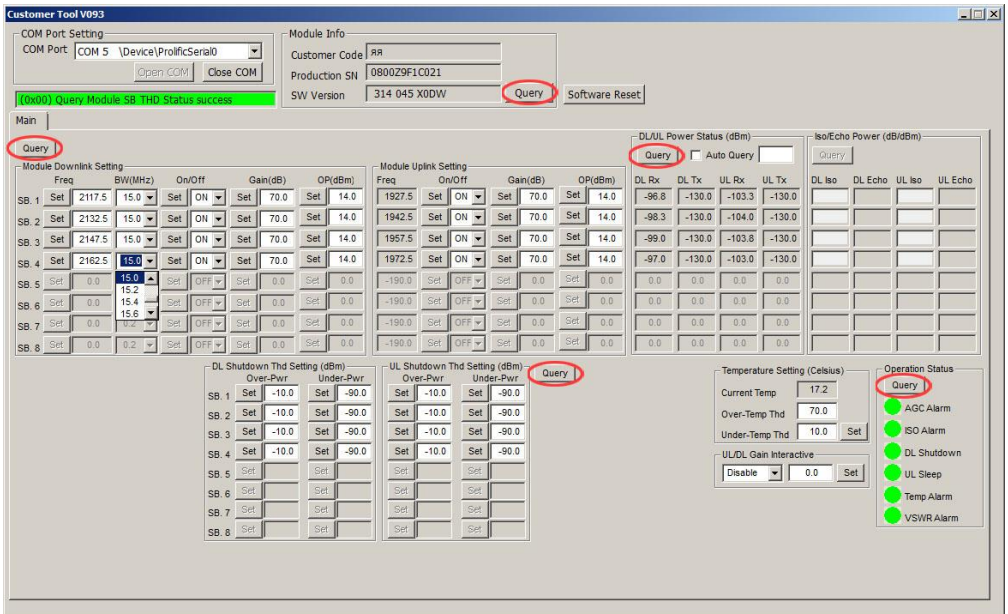 Customer Tool V093
COM Port Setting
COM Port COM 5 \Device\ProlificSerial0
Open COM Close COM
(0x00) Query Module SB THD Status success
Module Info
Customer Code ЯЯ
Production SN 0800Z9F1C021
SW Version 314 045 X0DW Query Software Reset
Main
Query
DL/UL Power Status (dBm) Iso/Echo Power (dB/dBm)
Query Auto Query Query
Module Downlink Setting Module Uplink Setting
Freq BW(MHz) On/Off Gain(dB) OP(dBm) Freq On/Off Gain(dB) OP(dBm) DL Rx DL Tx UL Rx UL Tx DL Iso DL Echo UL Iso UL Echo
SB. 1 Set 2117.5 15.0 Set ON Set 70.0 Set 14.0 1927.5 Set ON Set 70.0 Set 14.0 -96.8 -130.0 -103.3 -130.0
SB. 2 Set 2132.5 15.0 Set ON Set 70.0 Set 14.0 1942.5 Set ON Set 70.0 Set 14.0 -98.3 -130.0 -104.0 -130.0
SB. 3 Set 2147.5 15.0 Set ON Set 70.0 Set 14.0 1957.5 Set ON Set 70.0 Set 14.0 -99.0 -130.0 -103.8 -130.0
SB. 4 Set 2162.5 15.0 Set ON Set 70.0 Set 14.0 1972.5 Set ON Set 70.0 Set 14.0 -97.0 -130.0 -103.0 -130.0
SB. 5 Set 0.0 15.0 Set OFF Set 0.0 Set 0.0 -190.0 Set OFF Set 0.0 Set 0.0 0.0 0.0 0.0 0.0
15.2
SB. 6 Set 0.0 15.4 Set OFF Set 0.0 Set 0.0 -190.0 Set OFF Set 0.0 Set 0.0 0.0 0.0 0.0 0.0
15.6
SB. 7 Set 0.0 0.2 Set OFF Set 0.0 Set 0.0 -190.0 Set OFF Set 0.0 Set 0.0 0.0 0.0 0.0 0.0
SB. 8 Set 0.0 0.2 Set OFF Set 0.0 Set 0.0 -190.0 Set OFF Set 0.0 Set 0.0 0.0 0.0 0.0 0.0
DL Shutdown Thd Setting (dBm) UL Shutdown Thd Setting (dBm) Query
Over-Pwr Under-Pwr Over-Pwr Under-Pwr
SB. 1 Set -10.0 Set -90.0 Set -10.0 Set -90.0
SB. 2 Set -10.0 Set -90.0 Set -10.0 Set -90.0
SB. 3 Set -10.0 Set -90.0 Set -10.0 Set -90.0
SB. 4 Set -10.0 Set -90.0 Set -10.0 Set -90.0
SB. 5 Set Set Set Set
SB. 6 Set Set Set Set
SB. 7 Set Set Set Set
SB. 8 Set Set Set Set
Temperature Setting (Celsius)
Current Temp 17.2
Over-Temp Thd 70.0
Under-Temp Thd 10.0 Set
UL/DL Gain Interactive
Disable 0.0 Set
Operation Status
Query
AGC Alarm
ISO Alarm
DL Shutdown
UL Sleep
Temp Alarm
VSWR Alarm